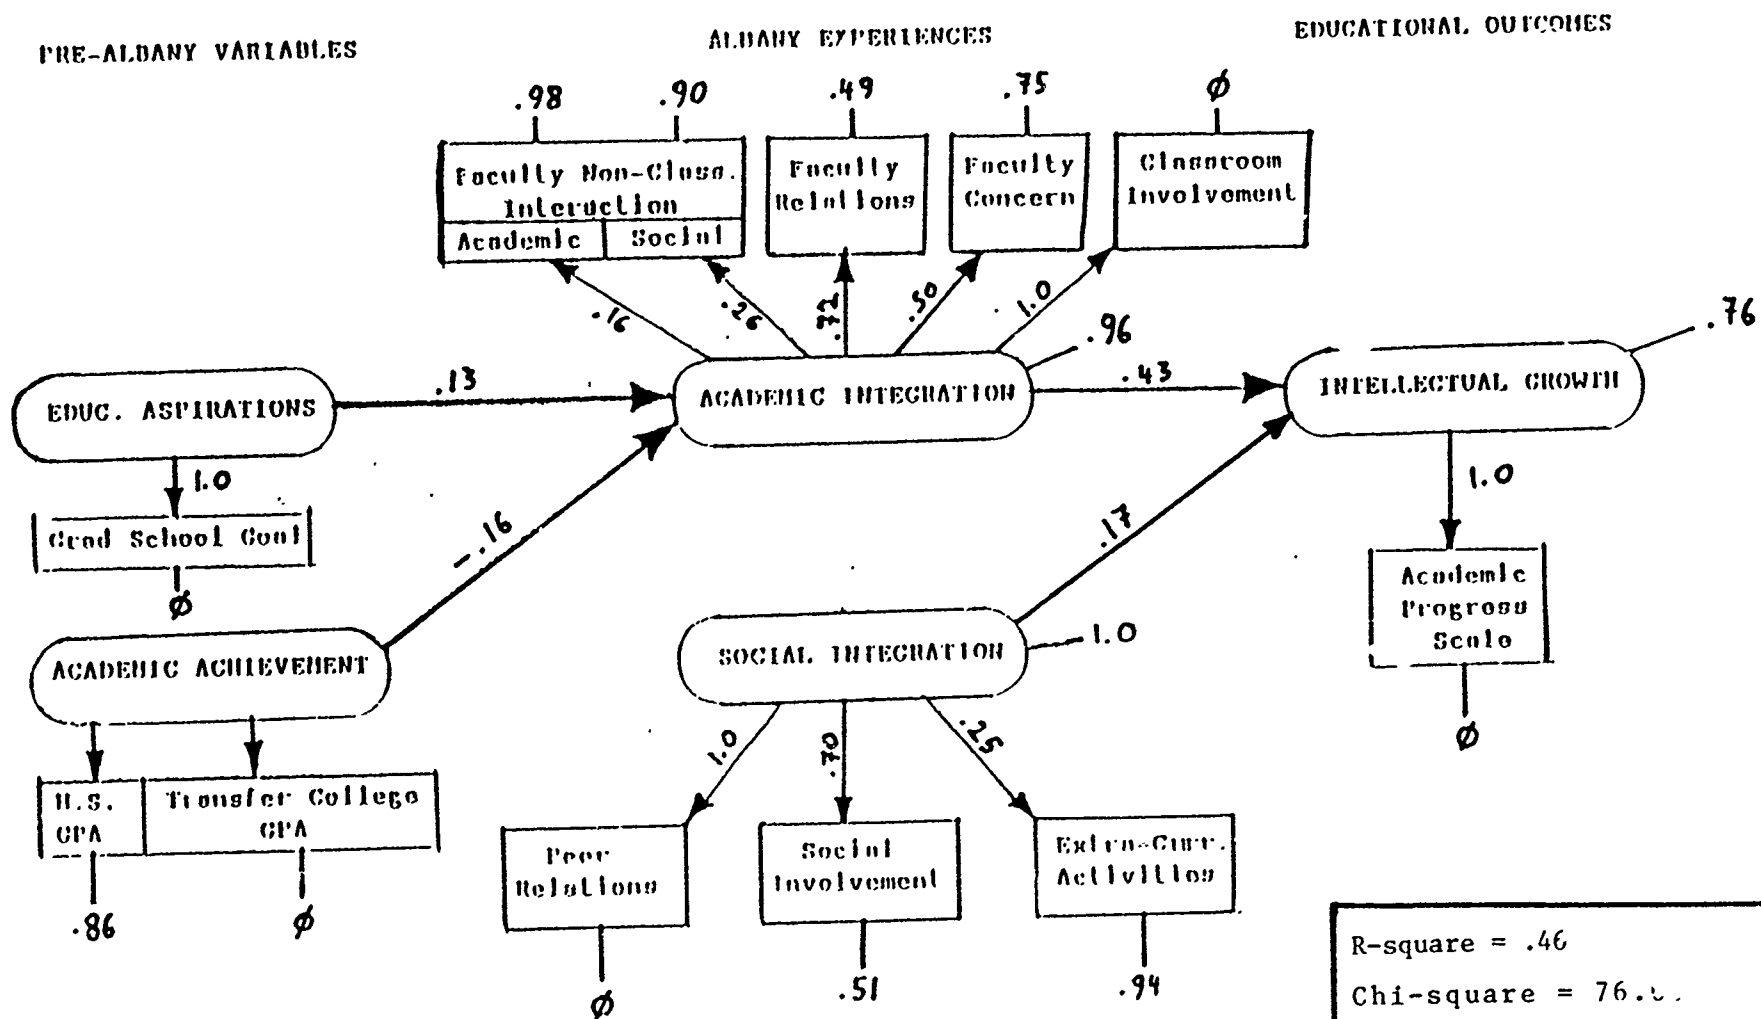 PRE-ALBANY VARIABLES
ALBANY EXPERIENCES
EDUCATIONAL OUTCOMES
.98
.90
.49
.75
ϕ
Faculty Non-Class.
Interaction
Academic
Social
Faculty
Relations
Faculty
Concern
Classroom
Involvement
.16
.26
.72
.50
1.0
.96
.76
EDUC. ASPIRATIONS
.13
ACADEMIC INTEGRATION
.43
INTELLECTUAL GROWTH
1.0
Grad School Goal
ϕ
-.16
.17
1.0
Academic
Progress
Scale
ϕ
ACADEMIC ACHIEVEMENT
SOCIAL INTEGRATION
1.0
H.S.
GPA
Transfer College
GPA
.86
ϕ
1.0
.70
.25
Peer
Relations
Social
Involvement
Extra-Curr.
Activities
ϕ
.51
.94
R-square = .46
Chi-square =